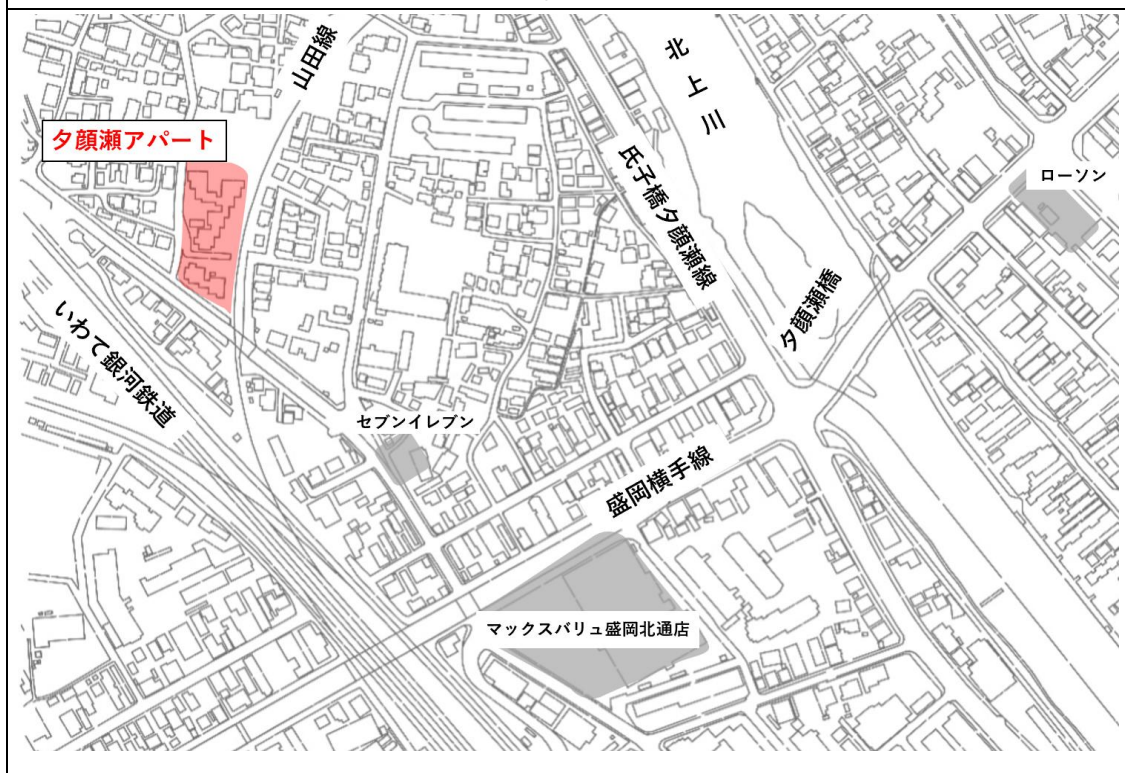 山田線
北上川
夕顔瀬アパート
氏子橋夕顔瀬線
ローソン
夕顔瀬橋
いわて銀河鉄道
セブンイレブン
盛岡横手線
マックスバリュ盛岡北通店